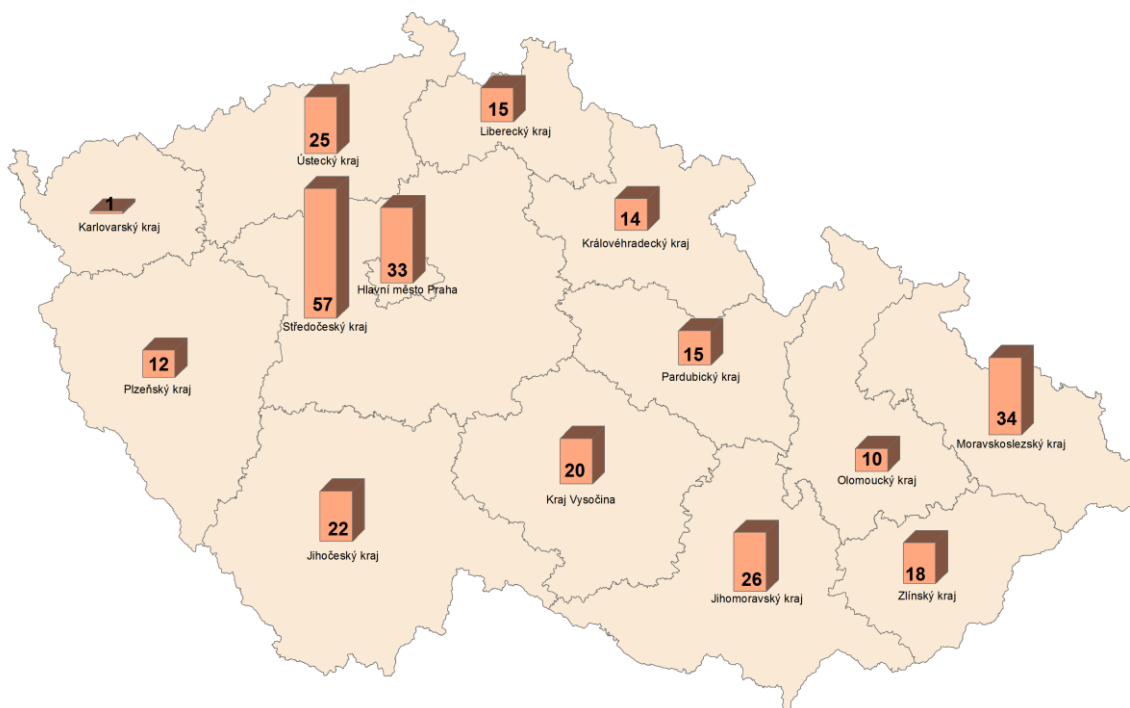 15
Liberecký kraj
25
Ústecký kraj
1
Karlovarský kraj
14
Královéhradecký kraj
33
Hlavní město Praha
57
Středočeský kraj
12
Plzeňský kraj
15
Pardubický kraj
34
Moravskoslezský kraj
20
Kraj Vysočina
10
Olomoucký kraj
22
Jihočeský kraj
26
Jihomoravský kraj
18
Zlínský kraj